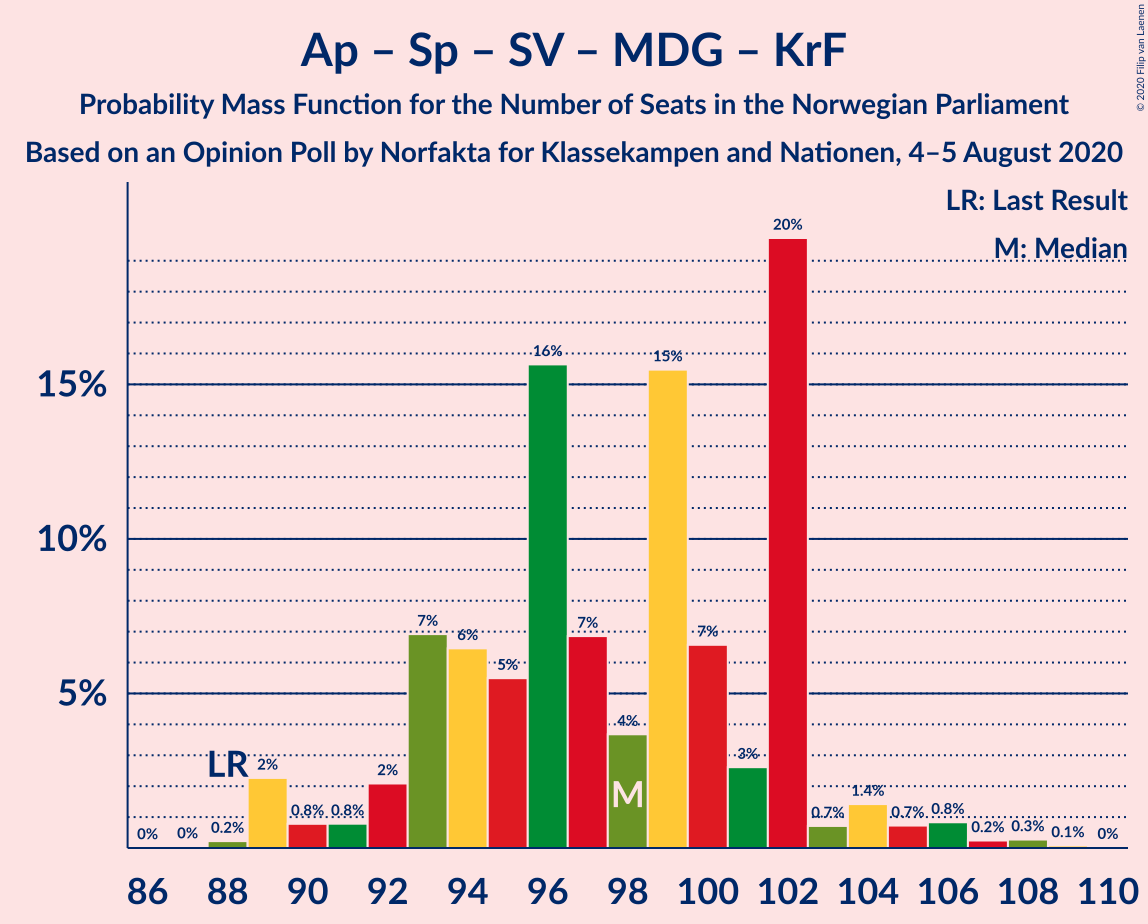 Ap – Sp – SV – MDG – KrF
Probability Mass Function for the Number of Seats in the Norwegian Parliament
Based on an Opinion Poll by Norfakta for Klassekampen and Nationen, 4–5 August 2020
© 2020 Filip van Laenen
LR: Last Result
M: Median
15%
10%
5%
0% 0% 0.2% 2% 0.8% 0.8% 2% 7% 6% 5% 16% 7% 4% 15% 7% 3% 20% 0.7% 1.4% 0.7% 0.8% 0.2% 0.3% 0.1% 0%
LR
M
86 88 90 92 94 96 98 100 102 104 106 108 110